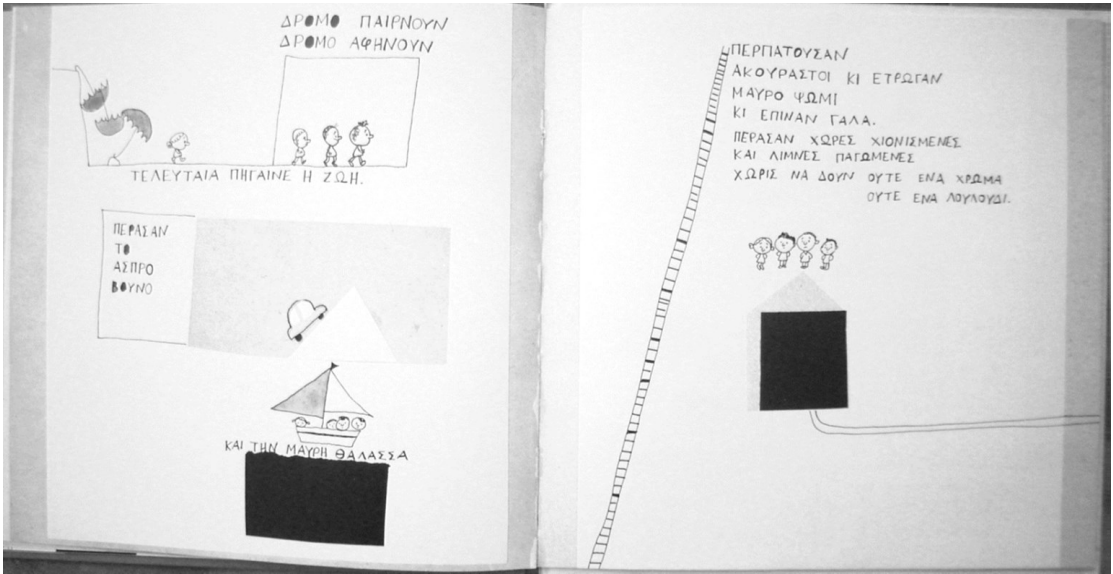 ΔΡΟΜΟ ΠΑΙΡΝΟΥΝ
ΔΡΟΜΟ ΑΦΗΝΟΥΝ
ΤΕΛΕΥΤΑΙΑ ΠΗΓΑΙΝΕ Η ΖΩΗ.
ΠΕΡΑΣΑΝ
ΤΟ
ΑΣΠΡΟ
ΒΟΥΝΟ
ΚΑΙ ΤΗΝ ΜΑΥΡΗ ΘΑΛΑΣΣΑ
ΠΕΡΠΑΤΟΥΣΑΝ
ΑΚΟΥΡΑΣΤΟΙ ΚΙ ΕΤΡΩΓΑΝ
ΜΑΥΡΟ ΨΩΜΙ
ΚΙ ΕΠΙΝΑΝ ΓΑΛΑ.
ΠΕΡΑΣΑΝ ΧΩΡΕΣ ΧΙΟΝΙΣΜΕΝΕΣ
ΚΑΙ ΛΙΜΝΕΣ ΠΑΓΩΜΕΝΕΣ
ΧΩΡΙΣ ΝΑ ΔΟΥΝ ΟΥΤΕ ΕΝΑ ΧΡΩΜΑ
ΟΥΤΕ ΕΝΑ ΛΟΥΛΟΥΔΙ.